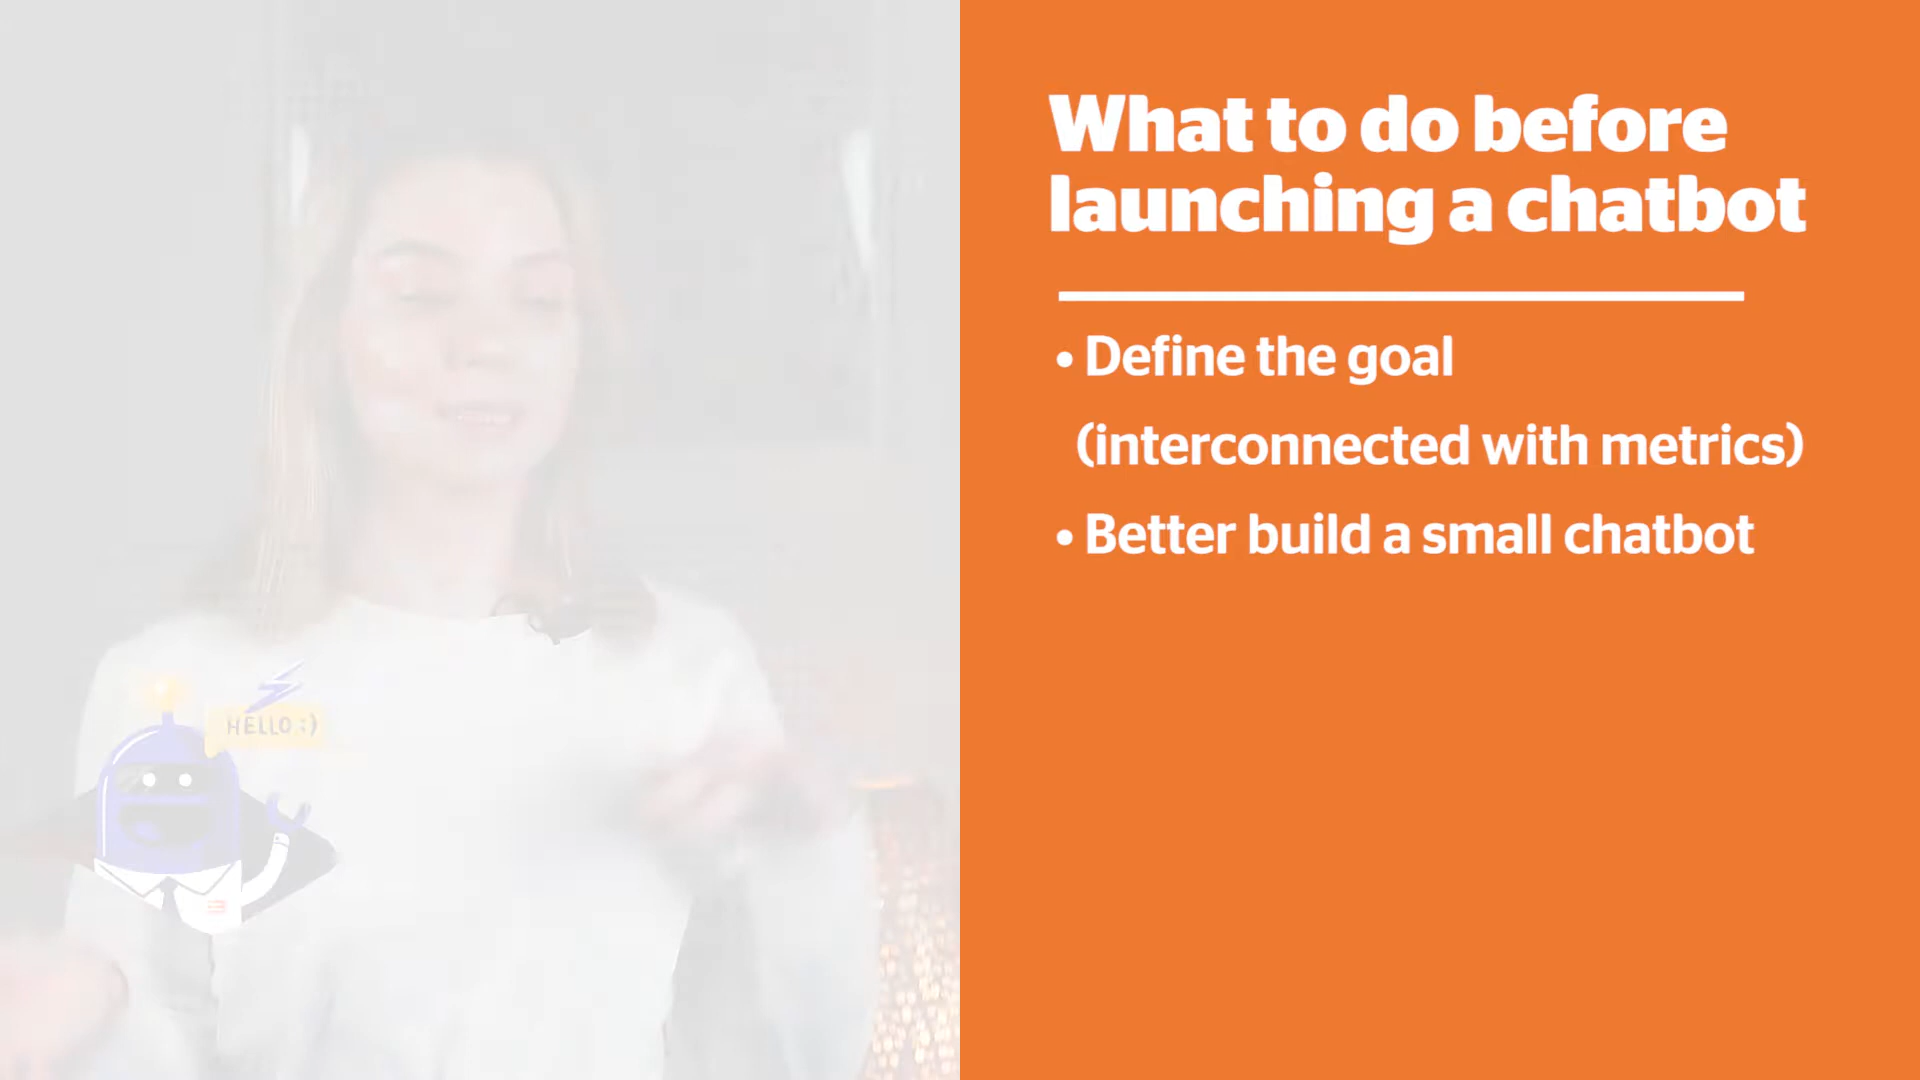 What to do before
launching a chatbot
• Define the goal
(interconnected with metrics)
• Better build a small chatbot
HELLO :)